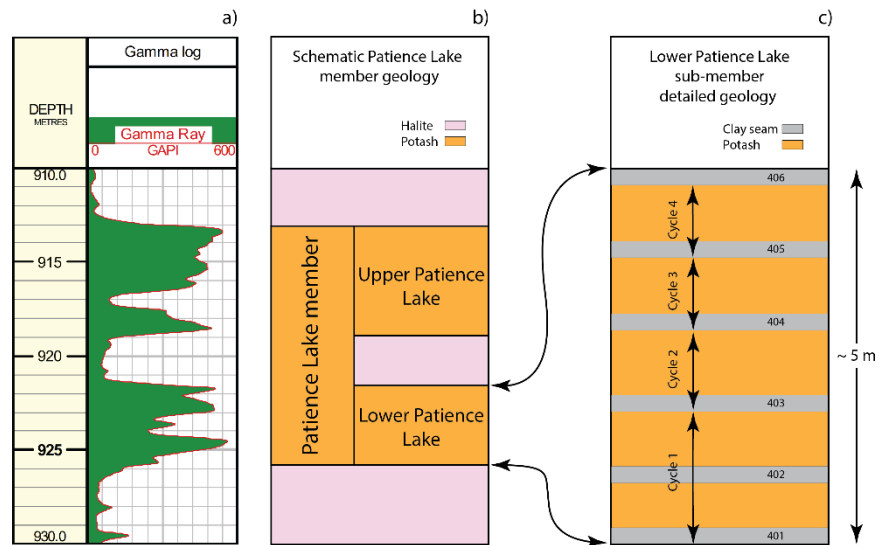 a)
Gamma log
DEPTH
METRES
Gamma Ray
0 GAPI 600
910.0
915
920
925
930.0
b)
Schematic Patience Lake
member geology
Halite
Potash
Patience Lake member
Upper Patience
Lake
Lower Patience
Lake
c)
Lower Patience Lake
sub-member
detailed geology
Clay seam
Potash
406
Cycle 4
405
Cycle 3
404
Cycle 2
403
Cycle 1
402
401
~ 5 m